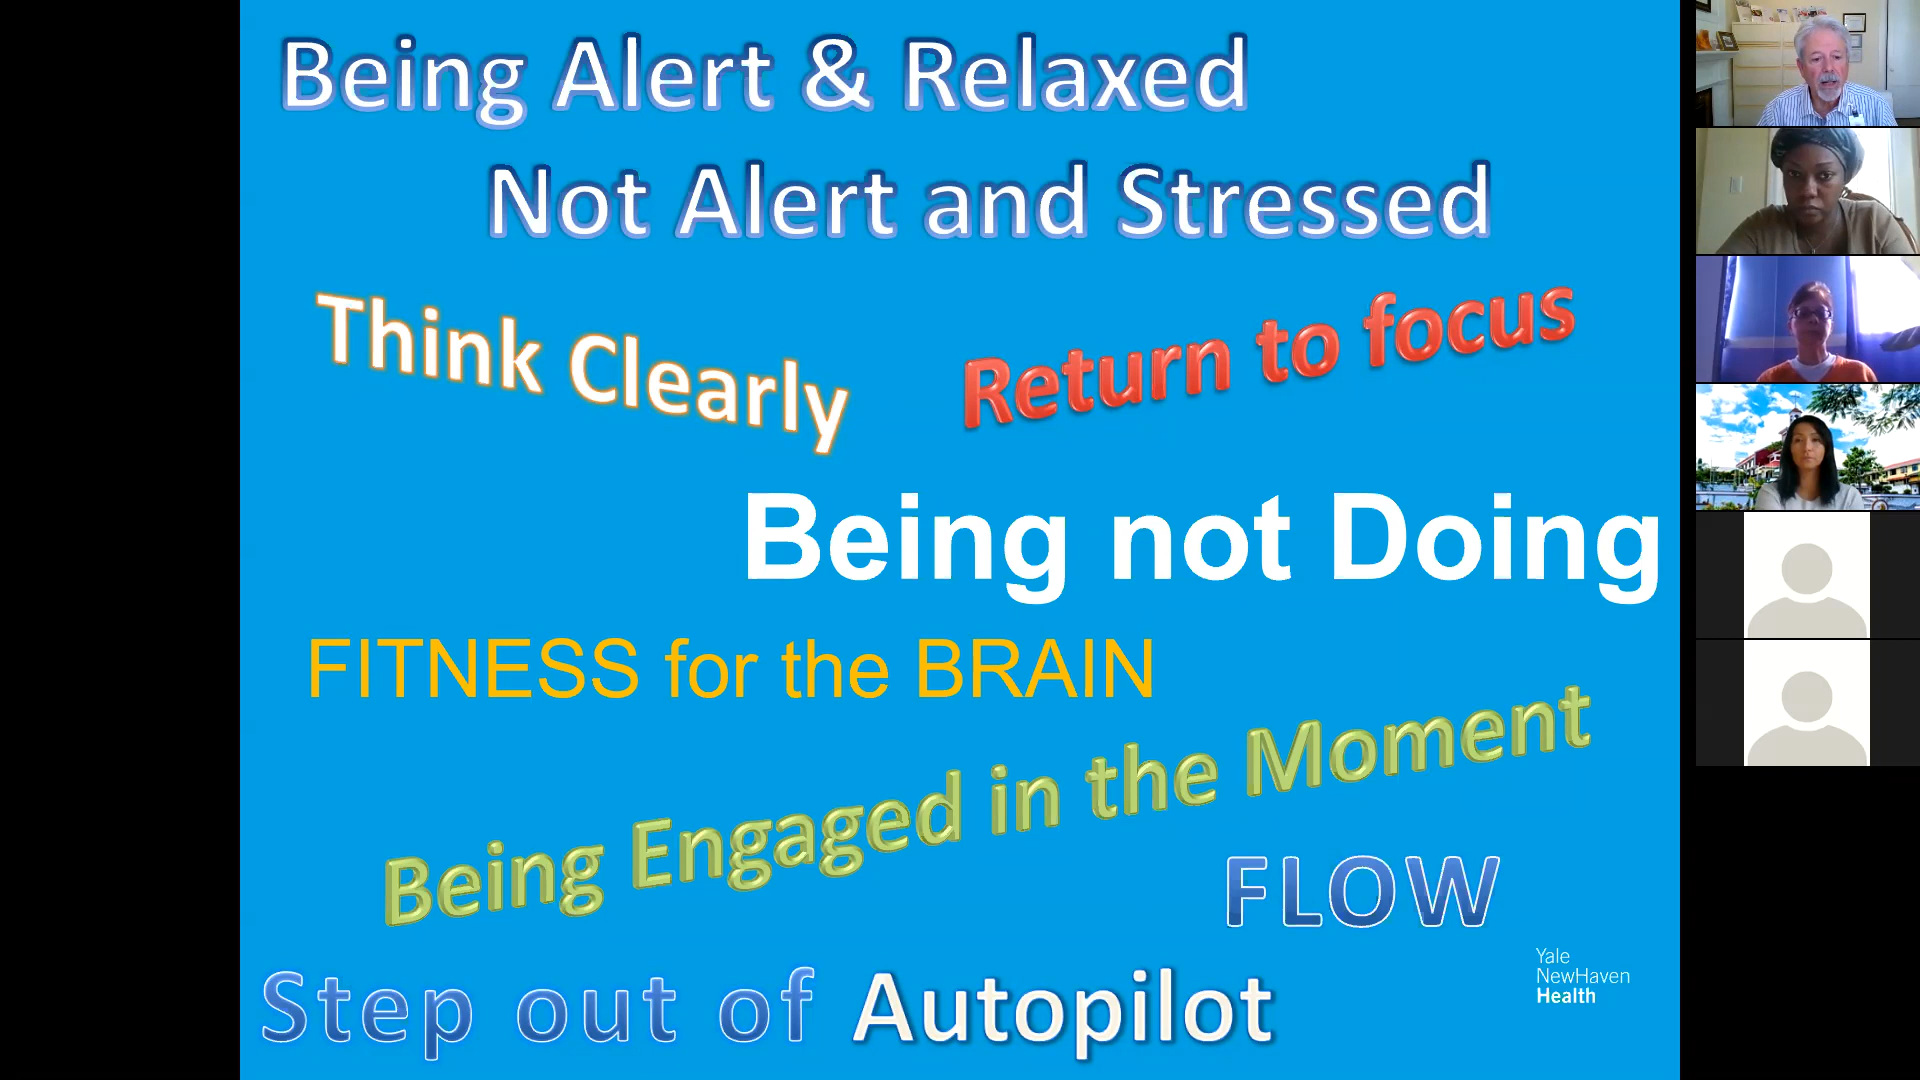 Being Alert & Relaxed
Not Alert and Stressed
Think Clearly
Return to focus
Being not Doing
FITNESS for the BRAIN
Being Engaged in the Moment
FLOW
Yale
NewHaven
Health
Step out of Autopilot